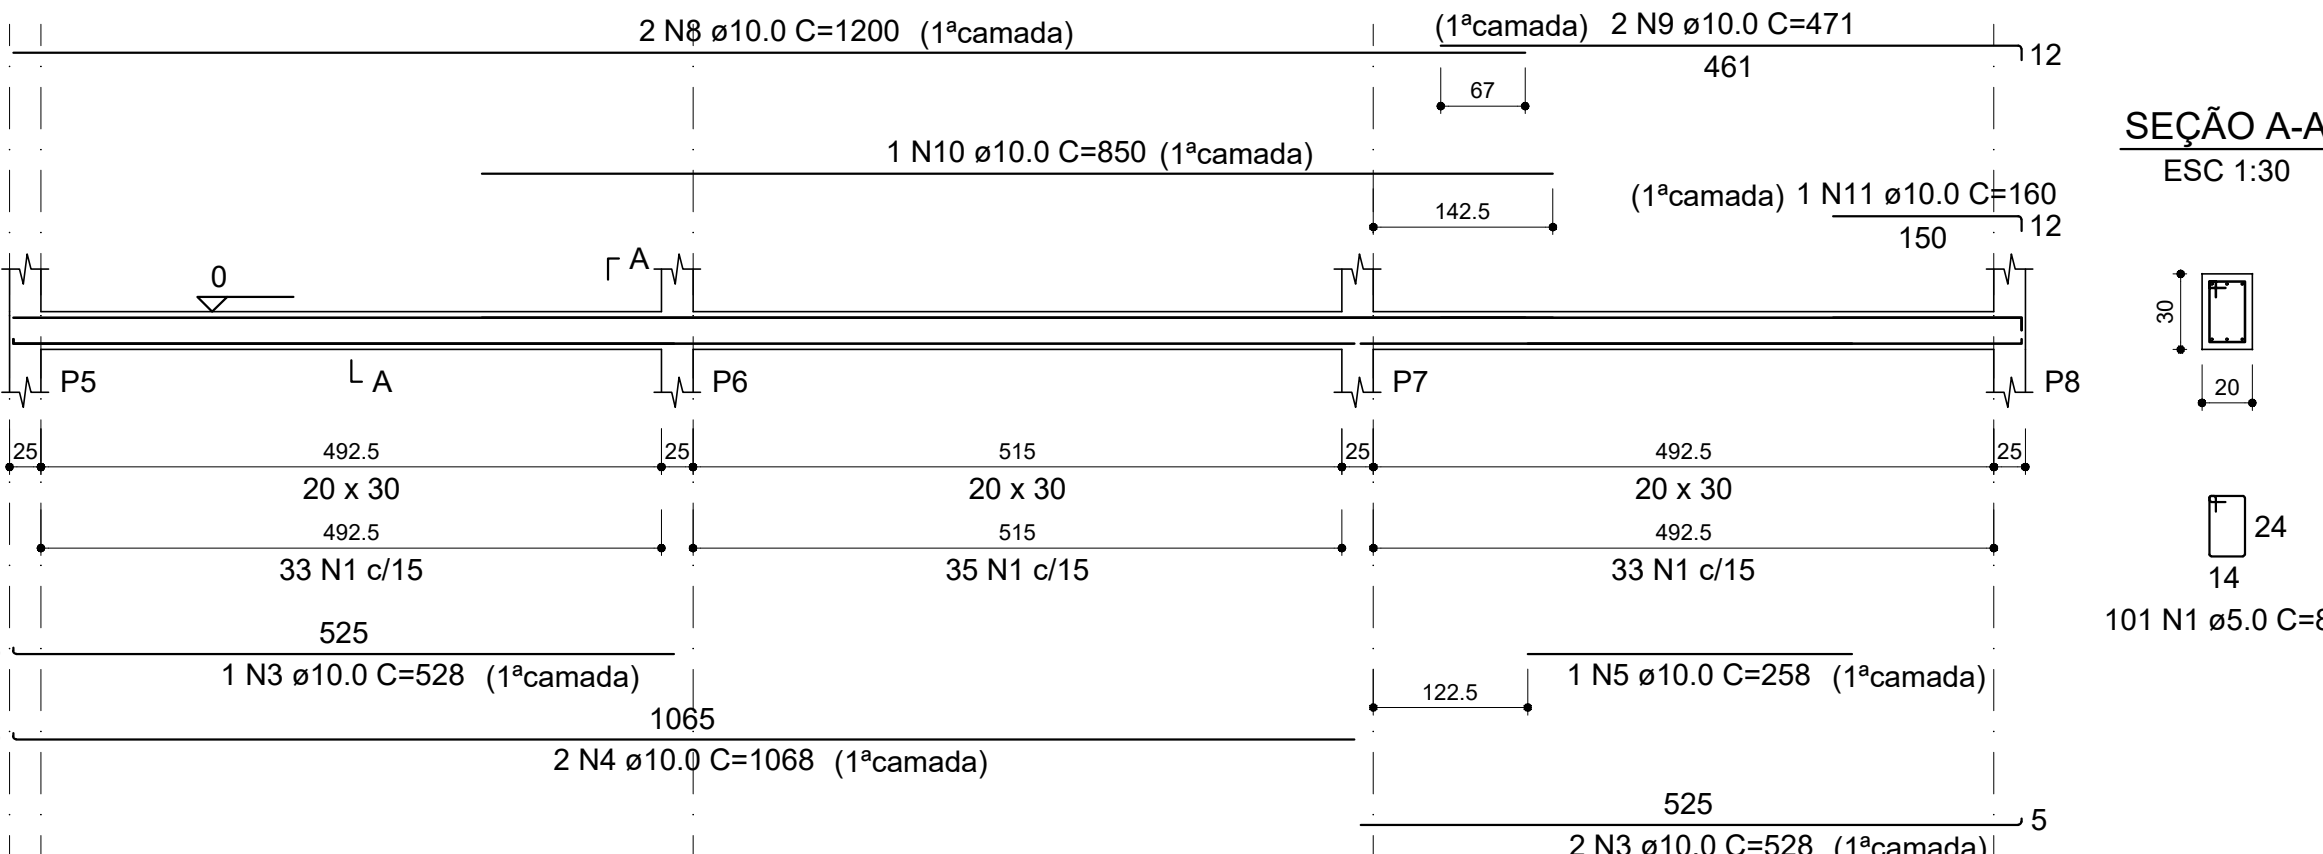 2 N8 ø10.0 C=1200 (1ªcamada)
(1ªcamada) 2 N9 ø10.0 C=471
461
12
67
SEÇÃO A-A
ESC 1:30
1 N10 ø10.0 C=850 (1ªcamada)
(1ªcamada) 1 N11 ø10.0 C=160
150
12
142.5
A
0
30
20
A
P5
P6
P7
P8
25
492.5
25
515
25
492.5
25
20 x 30
20 x 30
20 x 30
492.5
515
492.5
33 N1 c/15
35 N1 c/15
33 N1 c/15
24
14
101 N1 ø5.0 C=8
525
1 N3 ø10.0 C=528 (1ªcamada)
1 N5 ø10.0 C=258 (1ªcamada)
122.5
1065
2 N4 ø10.0 C=1068 (1ªcamada)
525
5
2 N3 ø10.0 C=528 (1ªcamada)